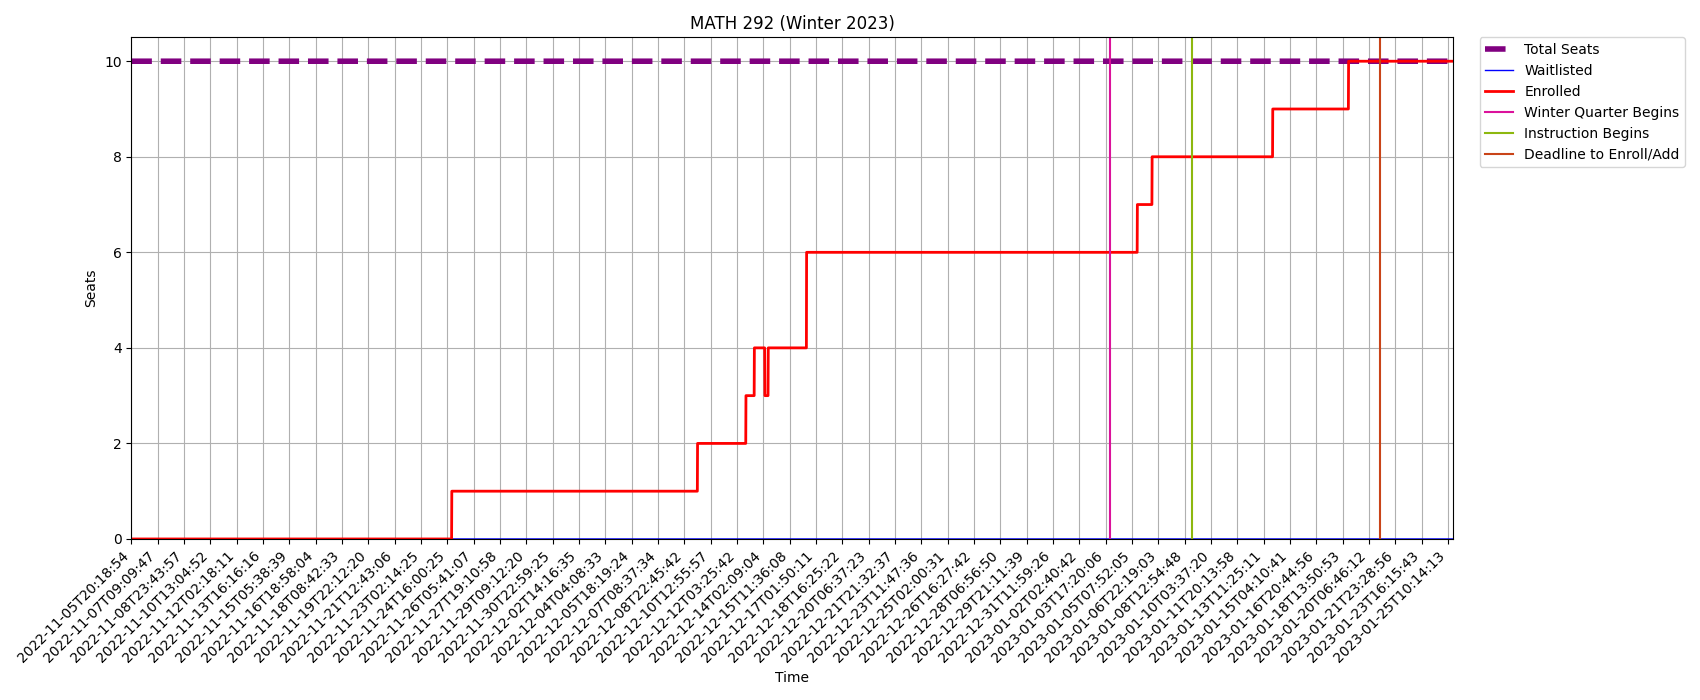 MATH 292 (Winter 2023)
Total Seats
Waitlisted
Enrolled
Winter Quarter Begins
Instruction Begins
Deadline to Enroll/Add
Seats
10
8
6
4
2
0
2022-11-05T20:18:54
2022-11-07T09:09:47
2022-11-08T23:43:57
2022-11-10T13:04:52
2022-11-12T02:18:11
2022-11-13T16:16:16
2022-11-15T05:38:39
2022-11-16T18:58:04
2022-11-18T08:42:33
2022-11-19T22:12:20
2022-11-21T12:43:06
2022-11-23T02:14:25
2022-11-24T16:00:25
2022-11-26T05:41:07
2022-11-27T19:10:58
2022-11-29T09:12:20
2022-11-30T22:59:25
2022-12-02T14:16:35
2022-12-04T04:08:33
2022-12-05T18:19:24
2022-12-07T08:37:34
2022-12-08T22:45:42
2022-12-10T12:55:57
2022-12-12T03:25:42
2022-12-14T02:09:04
2022-12-15T11:36:08
2022-12-17T01:50:11
2022-12-18T16:25:22
2022-12-20T06:37:23
2022-12-21T21:32:37
2022-12-23T11:47:36
2022-12-25T02:00:31
2022-12-26T16:27:42
2022-12-28T06:56:50
2022-12-29T21:11:39
2022-12-31T11:59:26
2023-01-02T02:40:42
2023-01-03T17:20:06
2023-01-05T07:52:05
2023-01-06T22:19:03
2023-01-08T12:54:48
2023-01-10T03:37:20
2023-01-11T20:13:58
2023-01-13T11:25:11
2023-01-15T04:10:41
2023-01-16T20:44:56
2023-01-18T13:50:53
2023-01-20T06:46:12
2023-01-21T23:28:56
2023-01-23T16:15:43
2023-01-25T10:14:13
Time